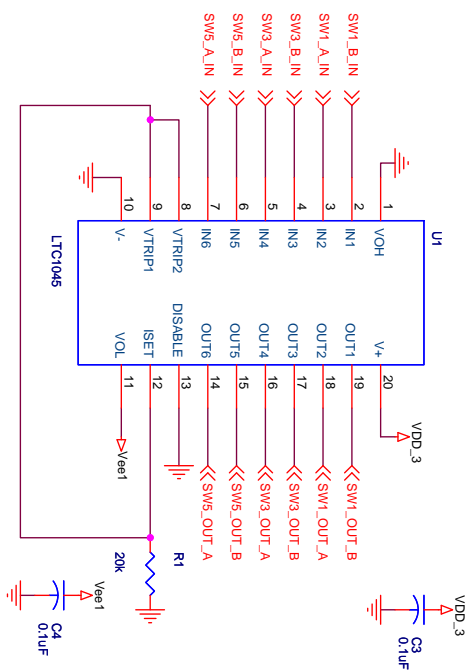 U1
SW1_B_IN
SW1_A_IN
SW3_B_IN
SW3_A_IN
SW5_B_IN
SW5_A_IN
1
2
3
4
5
6
7
8
9
10
VOH
IN1
IN2
IN3
IN4
IN5
IN6
VTRIP2
VTRIP1
V-
V+
OUT1
OUT2
OUT3
OUT4
OUT5
OUT6
DISABLE
ISET
VOL
20
19
18
17
16
15
14
13
12
11
VDD_3
SW1_OUT_B
SW1_OUT_A
SW3_OUT_B
SW3_OUT_A
SW5_OUT_B
SW5_OUT_A
Vee1
LTC1045
R1
20k
VDD_3
C3
0.1uF
Vee1
C4
0.1uF